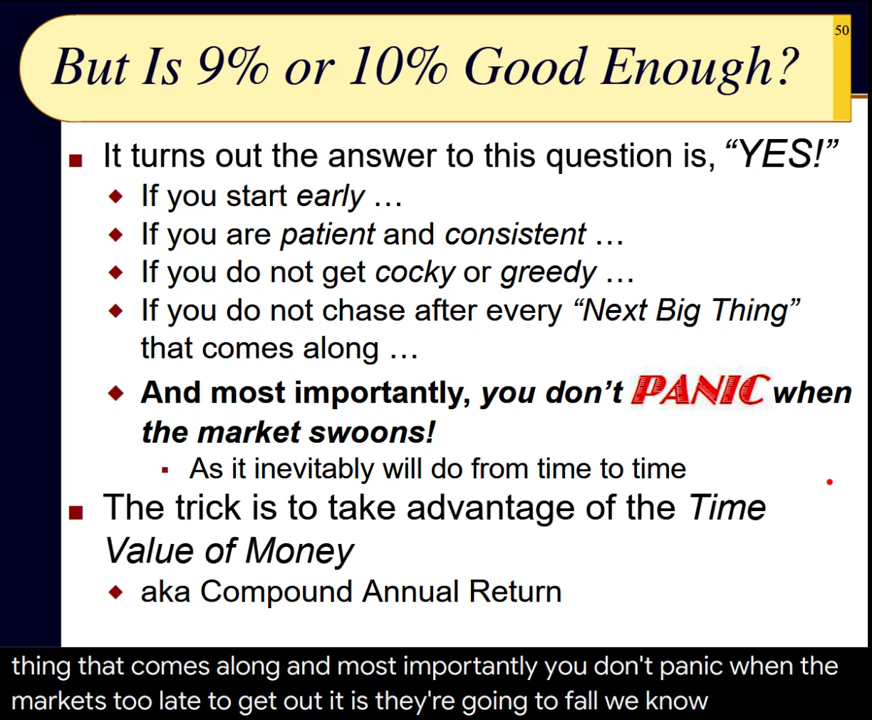 50
But Is 9% or 10% Good Enough?
It turns out the answer to this question is, “YES!”
If you start early …
If you are patient and consistent …
If you do not get cocky or greedy …
If you do not chase after every “Next Big Thing”
that comes along …
And most importantly, you don’t PANIC when
the market swoons!
As it inevitably will do from time to time
The trick is to take advantage of the Time
Value of Money
aka Compound Annual Return
thing that comes along and most importantly you don't panic when the
markets too late to get out it is they're going to fall we know